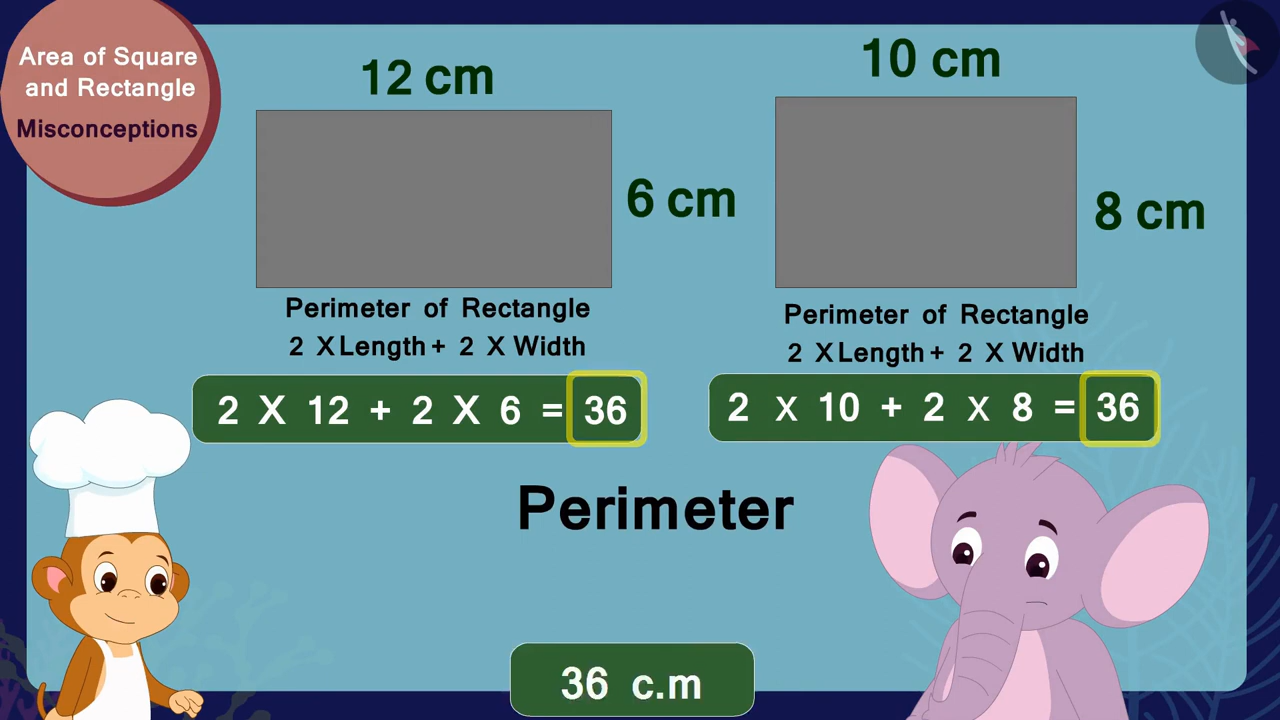 Area of Square
and Rectangle
Misconceptions
12 cm
6 cm
Perimeter of Rectangle
2 X Length + 2 X Width
2 X 12 + 2 X 6 = 36
10 cm
8 cm
Perimeter of Rectangle
2 X Length + 2 X Width
2 x 10 + 2 x 8 = 36
Perimeter
36 c.m